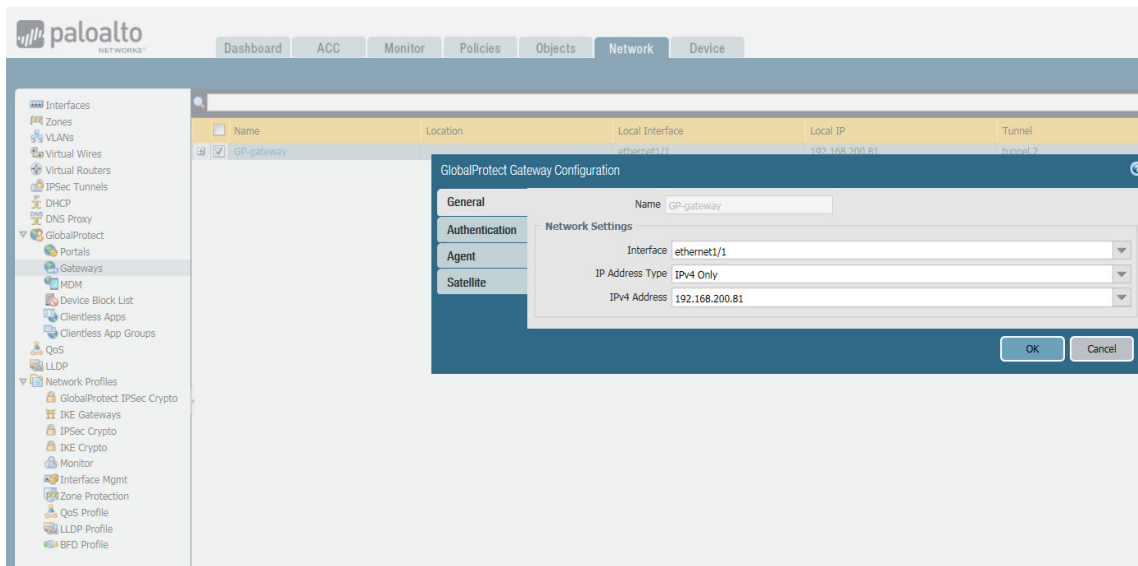 paloalto
NETWORKS
Dashboard ACC Monitor Policies Objects Network Device
Interfaces
Zones
VLANs
Virtual Wires
Virtual Routers
IPSec Tunnels
DHCP
DNS Proxy
GlobalProtect
Portals
Gateways
MDM
Device Block List
Clientless Apps
Clientless App Groups
QoS
LLDP
Network Profiles
GlobalProtect IPSec Crypto
IKE Gateways
IPSec Crypto
IKE Crypto
Monitor
Interface Mgmt
Zone Protection
QoS Profile
LLDP Profile
BFD Profile
Name Location Local Interface Local IP Tunnel
GP-gateway ethernet1/1 192.168.200.81 tunnel.2
GlobalProtect Gateway Configuration
General
Authentication
Agent
Satellite
Name GP-gateway
Network Settings
Interface ethernet1/1
IP Address Type IPv4 Only
IPv4 Address 192.168.200.81
OK Cancel